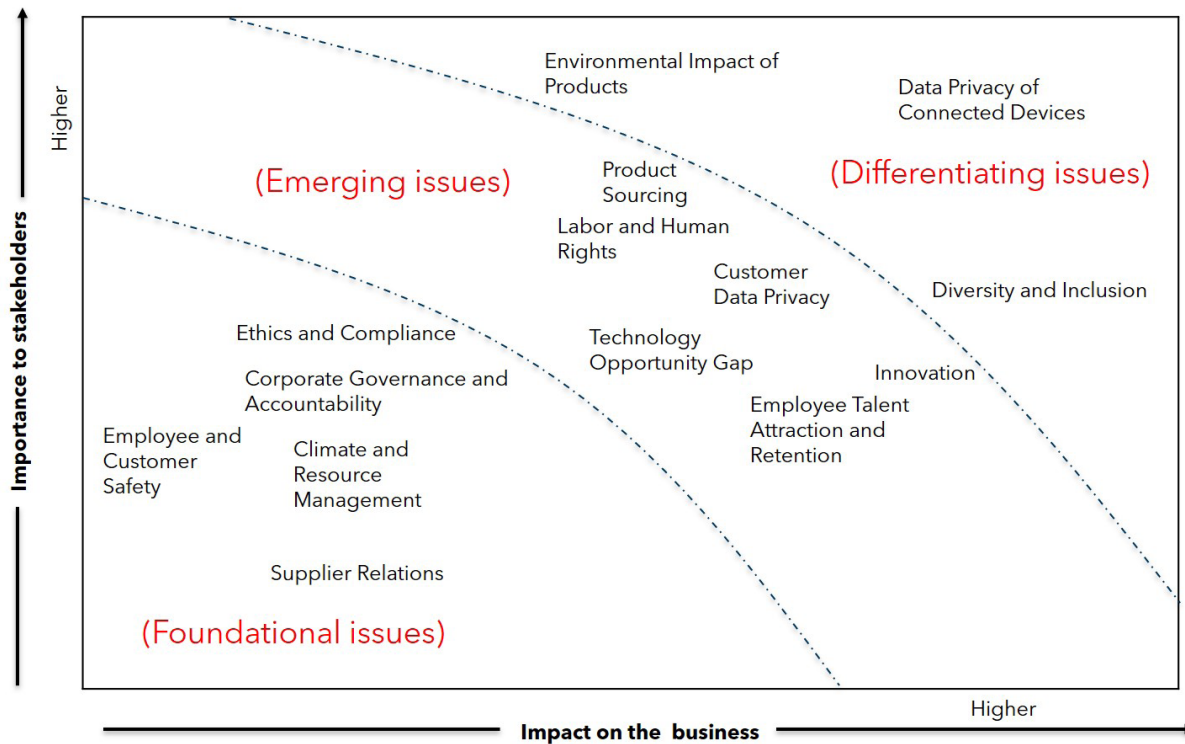 Higher
Importance to stakeholders
Environmental Impact of
Products
Data Privacy of
Connected Devices
(Emerging issues)
(Differentiating issues)
Product
Sourcing
Labor and Human
Rights
Customer
Data Privacy
Diversity and Inclusion
Technology
Opportunity Gap
Innovation
Employee Talent
Attraction and
Retention
Ethics and Compliance
Corporate Governance and
Accountability
Employee and
Customer
Safety
Climate and
Resource
Management
Supplier Relations
(Foundational issues)
Higher
Impact on the business